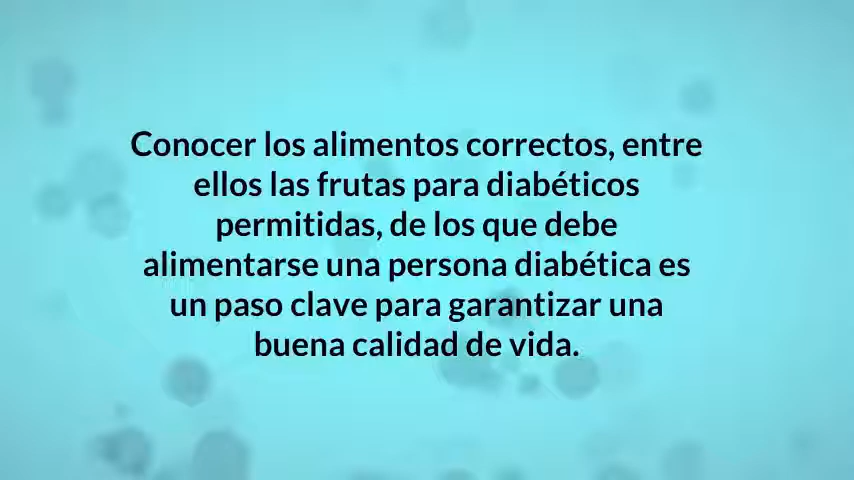 Conocer los alimentos correctos, entre
ellos las frutas para diabéticos
permitidas, de los que debe
alimentarse una persona diabética es
un paso clave para garantizar una
buena calidad de vida.